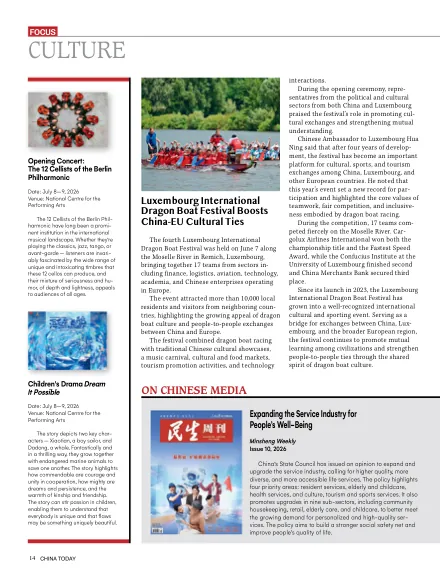 FOCUS
CULTURE
Opening Concert:
The 12 Cellists of the Berlin
Philharmonic
Date: July 8—9, 2026
Venue: National Centre for the
Performing Arts
The 12 Cellists of the Berlin Phil-
harmonic have long been a promi-
nent institution in the international
musical landscape. Whether they're
playing the classics, jazz, tango, or
avant-garde — listeners are invari-
ably fascinated by the wide range of
unique and intoxicating timbres that
these 12 cellos can produce, and
their mixture of seriousness and hu-
mor, of depth and lightness, appeals
to audiences of all ages.
Children's Drama Dream
It Possible
Date: July 8—9, 2026
Venue: National Centre for the
Performing Arts
The story depicts two key char-
acters — Xiaotian, a boy sailor, and
Dadang, a whale. Fantastically and
in a thrilling way, they grow together
with endangered marine animals to
save one another. The story highlights
how commendable are courage and
unity in cooperation, how mighty are
dreams and persistence, and the
warmth of kinship and friendship.
The story can stir passion in children,
enabling them to understand that
everybody is unique and that flaws
may be something uniquely beautiful.
Luxembourg International
Dragon Boat Festival Boosts
China-EU Cultural Ties
The fourth Luxembourg International
Dragon Boat Festival was held on June 7 along
the Moselle River in Remich, Luxembourg,
bringing together 17 teams from sectors in-
cluding finance, logistics, aviation, technology,
academia, and Chinese enterprises operating
in Europe.
The event attracted more than 10,000 local
residents and visitors from neighboring coun-
tries, highlighting the growing appeal of dragon
boat culture and people-to-people exchanges
between China and Europe.
The festival combined dragon boat racing
with traditional Chinese cultural showcases,
a music carnival, cultural and food markets,
tourism promotion activities, and technology
interactions.
During the opening ceremony, repre-
sentatives from the political and cultural
sectors from both China and Luxembourg
praised the festival's role in promoting cul-
tural exchanges and strengthening mutual
understanding.
Chinese Ambassador to Luxembourg Hua
Ning said that after four years of develop-
ment, the festival has become an important
platform for cultural, sports, and tourism
exchanges among China, Luxembourg, and
other European countries. He noted that
this year's event set a new record for par-
ticipation and highlighted the core values of
teamwork, fair competition, and inclusive-
ness embodied by dragon boat racing.
During the competition, 17 teams com-
peted fiercely on the Moselle River. Car-
golux Airlines International won both the
championship title and the Fastest Speed
Award, while the Confucius Institute at the
University of Luxembourg finished second
and China Merchants Bank secured third
place.
Since its launch in 2023, the Luxembourg
International Dragon Boat Festival has
grown into a well-recognized international
cultural and sporting event. Serving as a
bridge for exchanges between China, Lux-
embourg, and the broader European region,
the festival continues to promote mutual
learning among civilizations and strengthen
people-to-people ties through the shared
spirit of dragon boat culture.
ON CHINESE MEDIA
民生周刊
Expanding the Service Industry for
People's Well-Being
Minsheng Weekly
Issue 10, 2026
China's State Council has issued an opinion to expand and
upgrade the service industry, calling for higher quality, more
diverse, and more accessible life services. The policy highlights
four priority areas: resident services, elderly and childcare,
health services, and culture, tourism and sports services. It also
promotes upgrades in nine sub-sectors, including community
housekeeping, retail, elderly care, and childcare, to better meet
the growing demand for personalized and high-quality ser-
vices. The policy aims to build a stronger social safety net and
improve people's quality of life.
14 CHINA TODAY